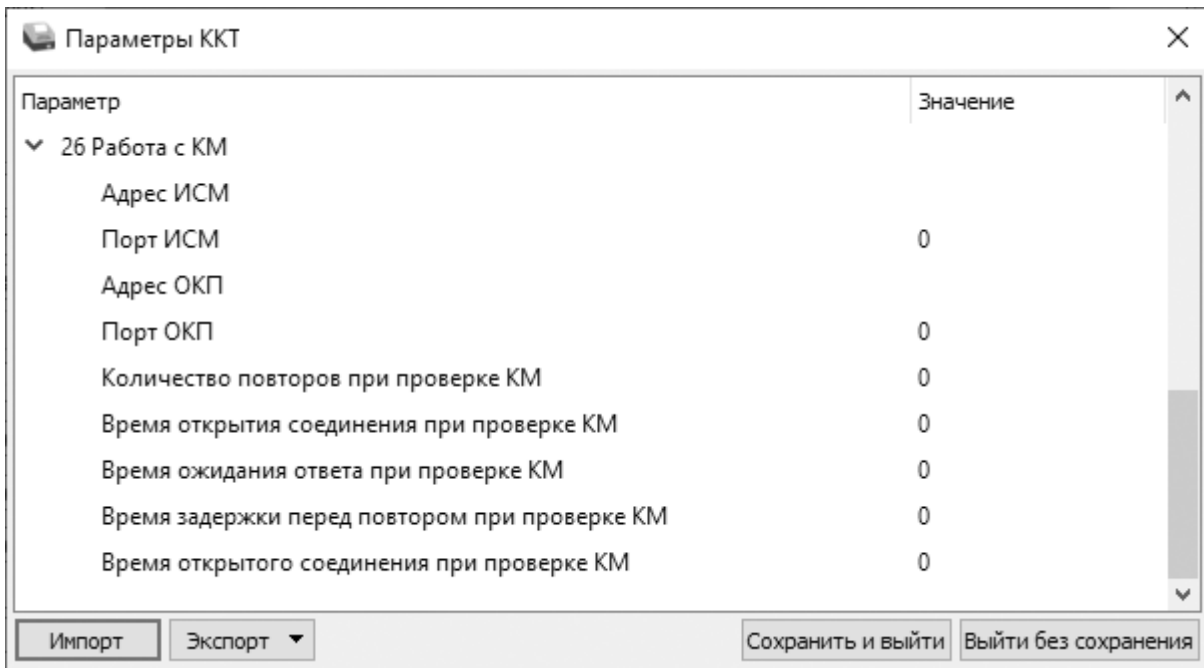 Параметры ККТ
Параметр Значение
26 Работа с КМ
Адрес ИСМ
Порт ИСМ 0
Адрес ОКП
Порт ОКП 0
Количество повторов при проверке КМ 0
Время открытия соединения при проверке КМ 0
Время ожидания ответа при проверке КМ 0
Время задержки перед повтором при проверке КМ 0
Время открытого соединения при проверке КМ 0
Импорт Экспорт Сохранить и выйти Выйти без сохранения